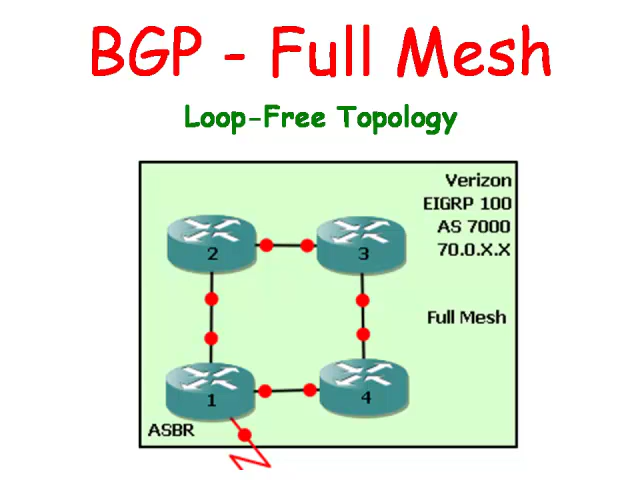 BGP - Full Mesh
Loop-Free Topology
Verizon
EIGRP 100
AS 7000
70.0.X.X
2
3
Full Mesh
1
4
ASBR